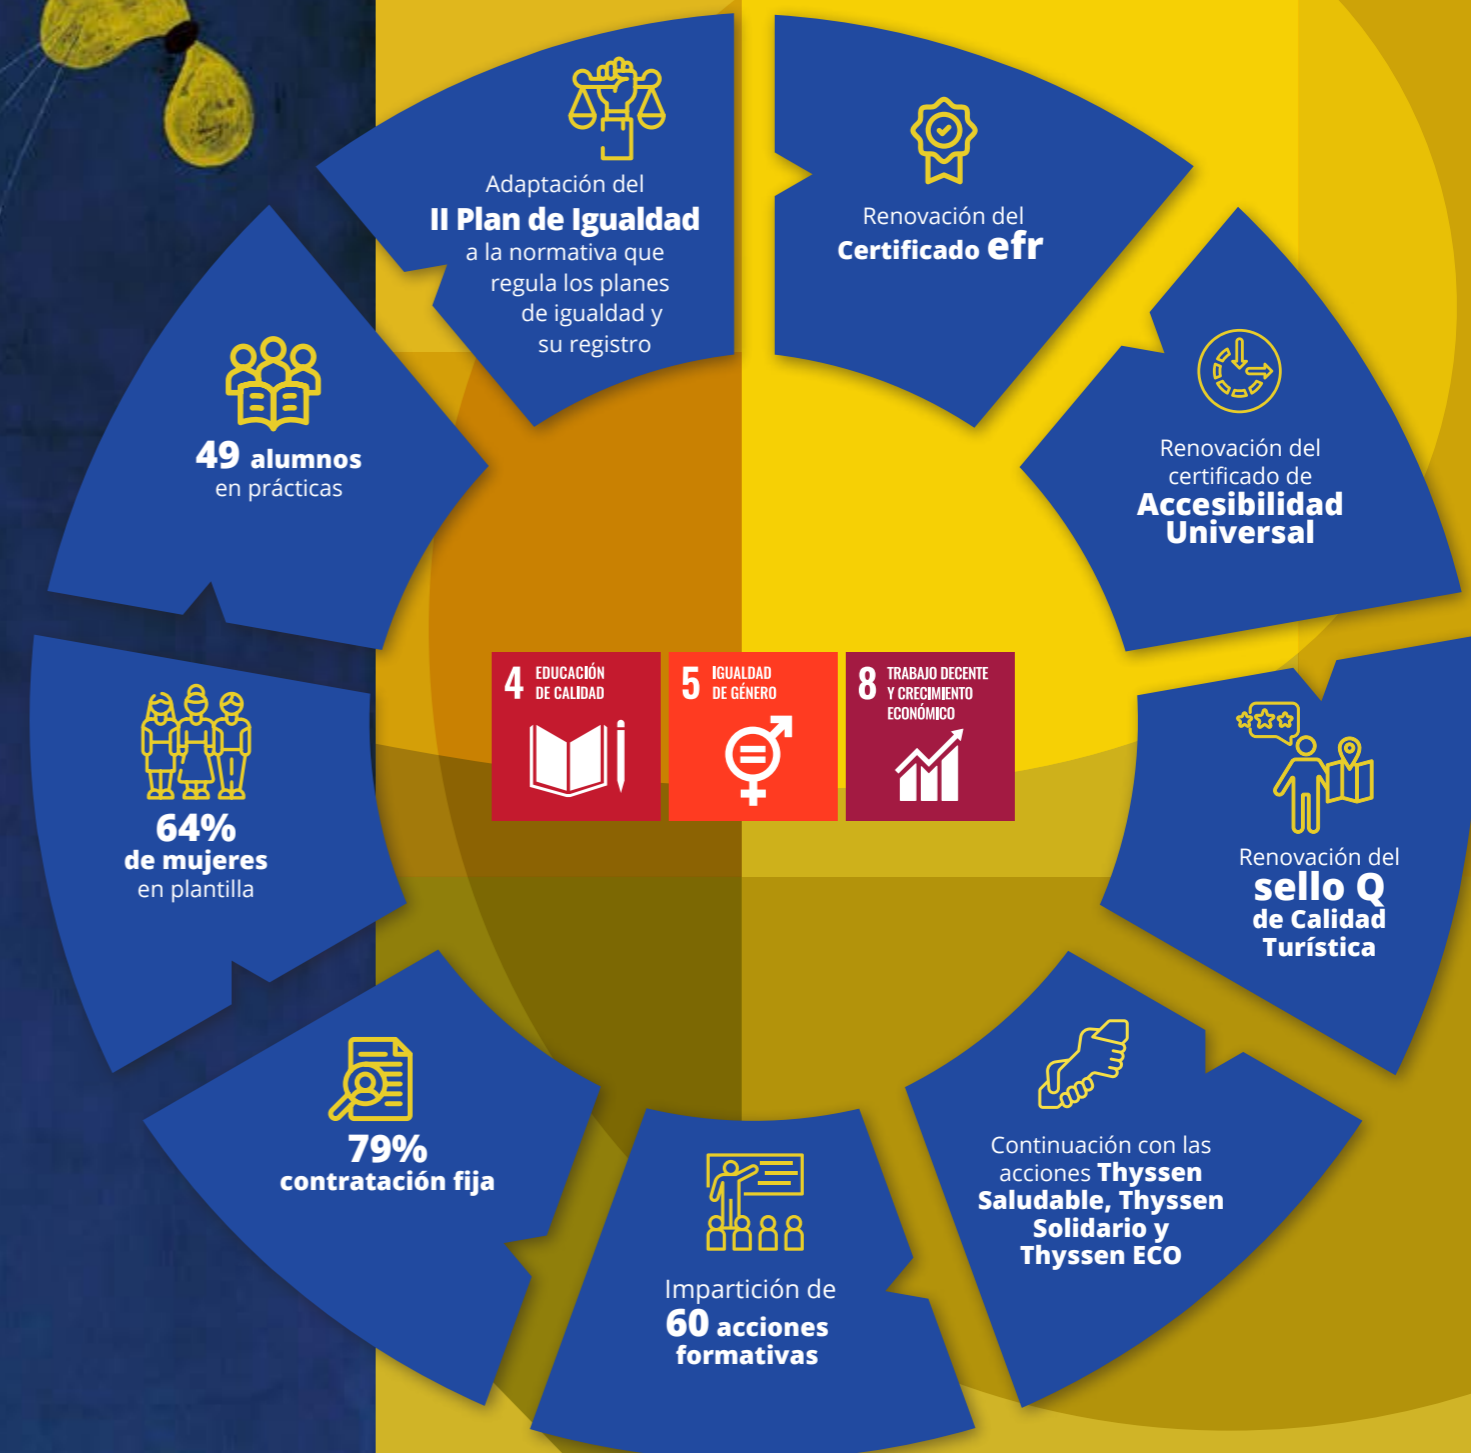 Adaptación del
II Plan de Igualdad
a la normativa que
regula los planes
de igualdad y
su registro
Renovación del
Certificado efr
Renovación del
certificado de
Accesibilidad
Universal
Renovación del
sello Q
de Calidad
Turística
Continuación con las
acciones Thyssen
Saludable, Thyssen
Solidario y
Thyssen ECO
Impartición de
60 acciones
formativas
79%
contratación fija
64%
de mujeres
en plantilla
49 alumnos
en prácticas
4 EDUCACIÓN
DE CALIDAD
5 IGUALDAD
DE GÉNERO
8 TRABAJO DECENTE
Y CRECIMIENTO
ECONÓMICO